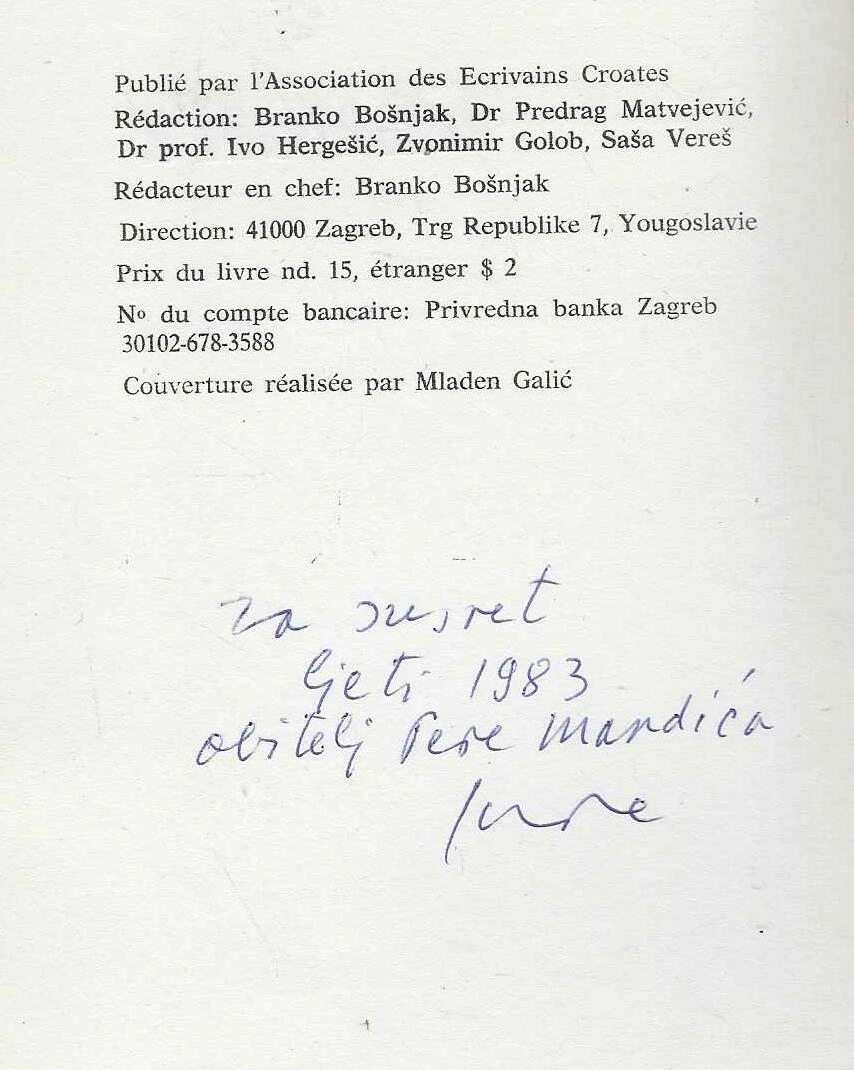 Publié par l'Association des Ecrivains Croates
Rédaction: Branko Bošnjak, Dr Predrag Matvejević,
Dr prof. Ivo Hergešić, Zvonimir Golob, Saša Vereš
Rédacteur en chef: Branko Bošnjak
Direction: 41000 Zagreb, Trg Republike 7, Yougoslavie
Prix du livre nd. 15, étranger $ 2
Nº du compte bancaire: Privredna banka Zagreb
30102-678-3588
Couverture réalisée par Mladen Galić
za susret
ljeti 1983
obitelj Pere Mandića
Jure